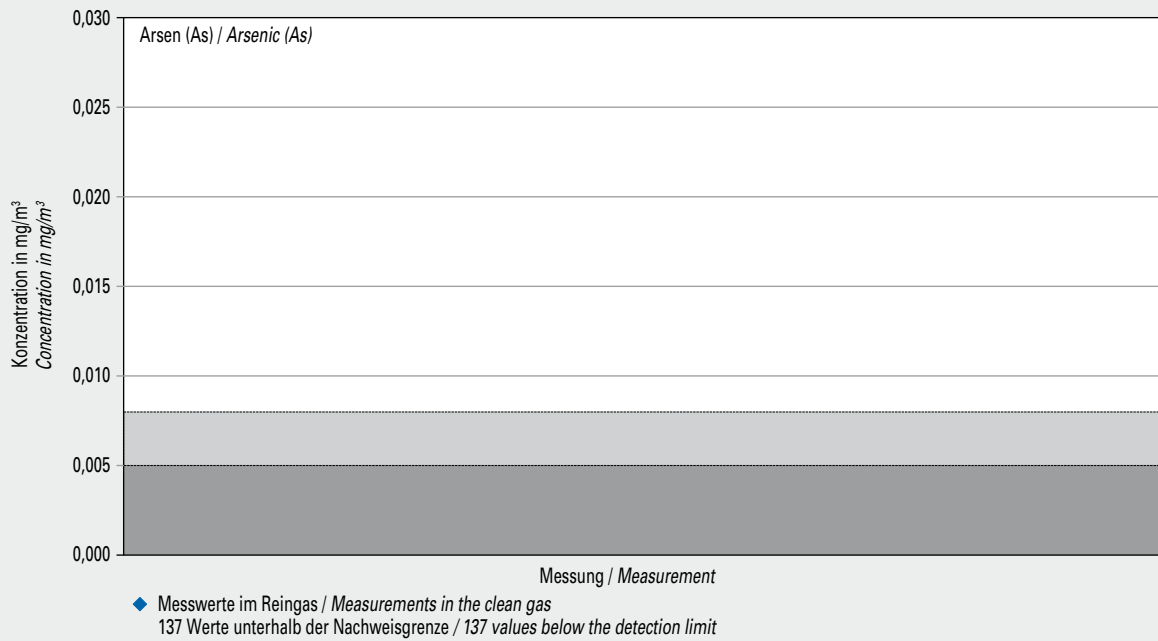 0,030
Arsen (As) / Arsenic (As)
0,025
0,020
0,015
0,010
0,005
0,000
Konzentration in mg/m³
Concentration in mg/m³
Messung / Measurement
Messwerte im Reingas / Measurements in the clean gas
137 Werte unterhalb der Nachweisgrenze / 137 values below the detection limit